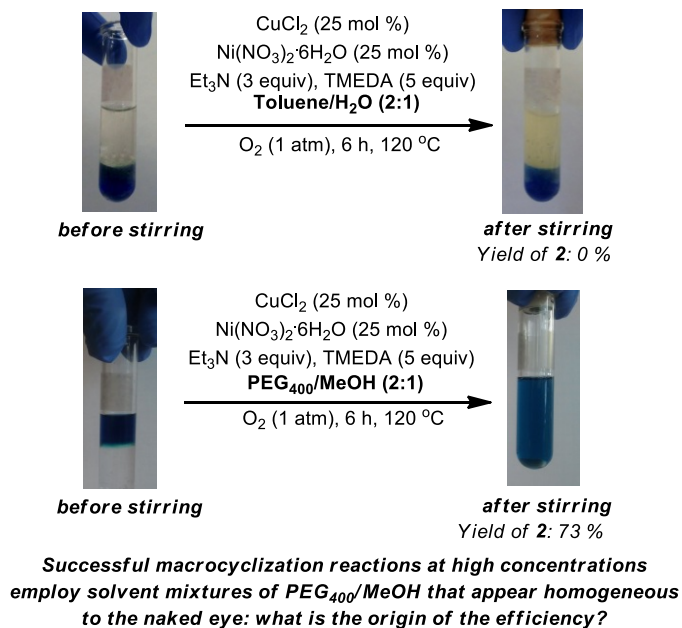 CuCl₂ (25 mol %)
Ni(NO₃)₂·6H₂O (25 mol %)
Et₃N (3 equiv), TMEDA (5 equiv)
Toluene/H₂O (2:1)
O₂ (1 atm), 6 h, 120 °C
before stirring
after stirring
Yield of 2: 0 %
CuCl₂ (25 mol %)
Ni(NO₃)₂·6H₂O (25 mol %)
Et₃N (3 equiv), TMEDA (5 equiv)
PEG₄₀₀/MeOH (2:1)
O₂ (1 atm), 6 h, 120 °C
before stirring
after stirring
Yield of 2: 73 %
Successful macrocyclization reactions at high concentrations
employ solvent mixtures of PEG₄₀₀/MeOH that appear homogeneous
to the naked eye: what is the origin of the efficiency?